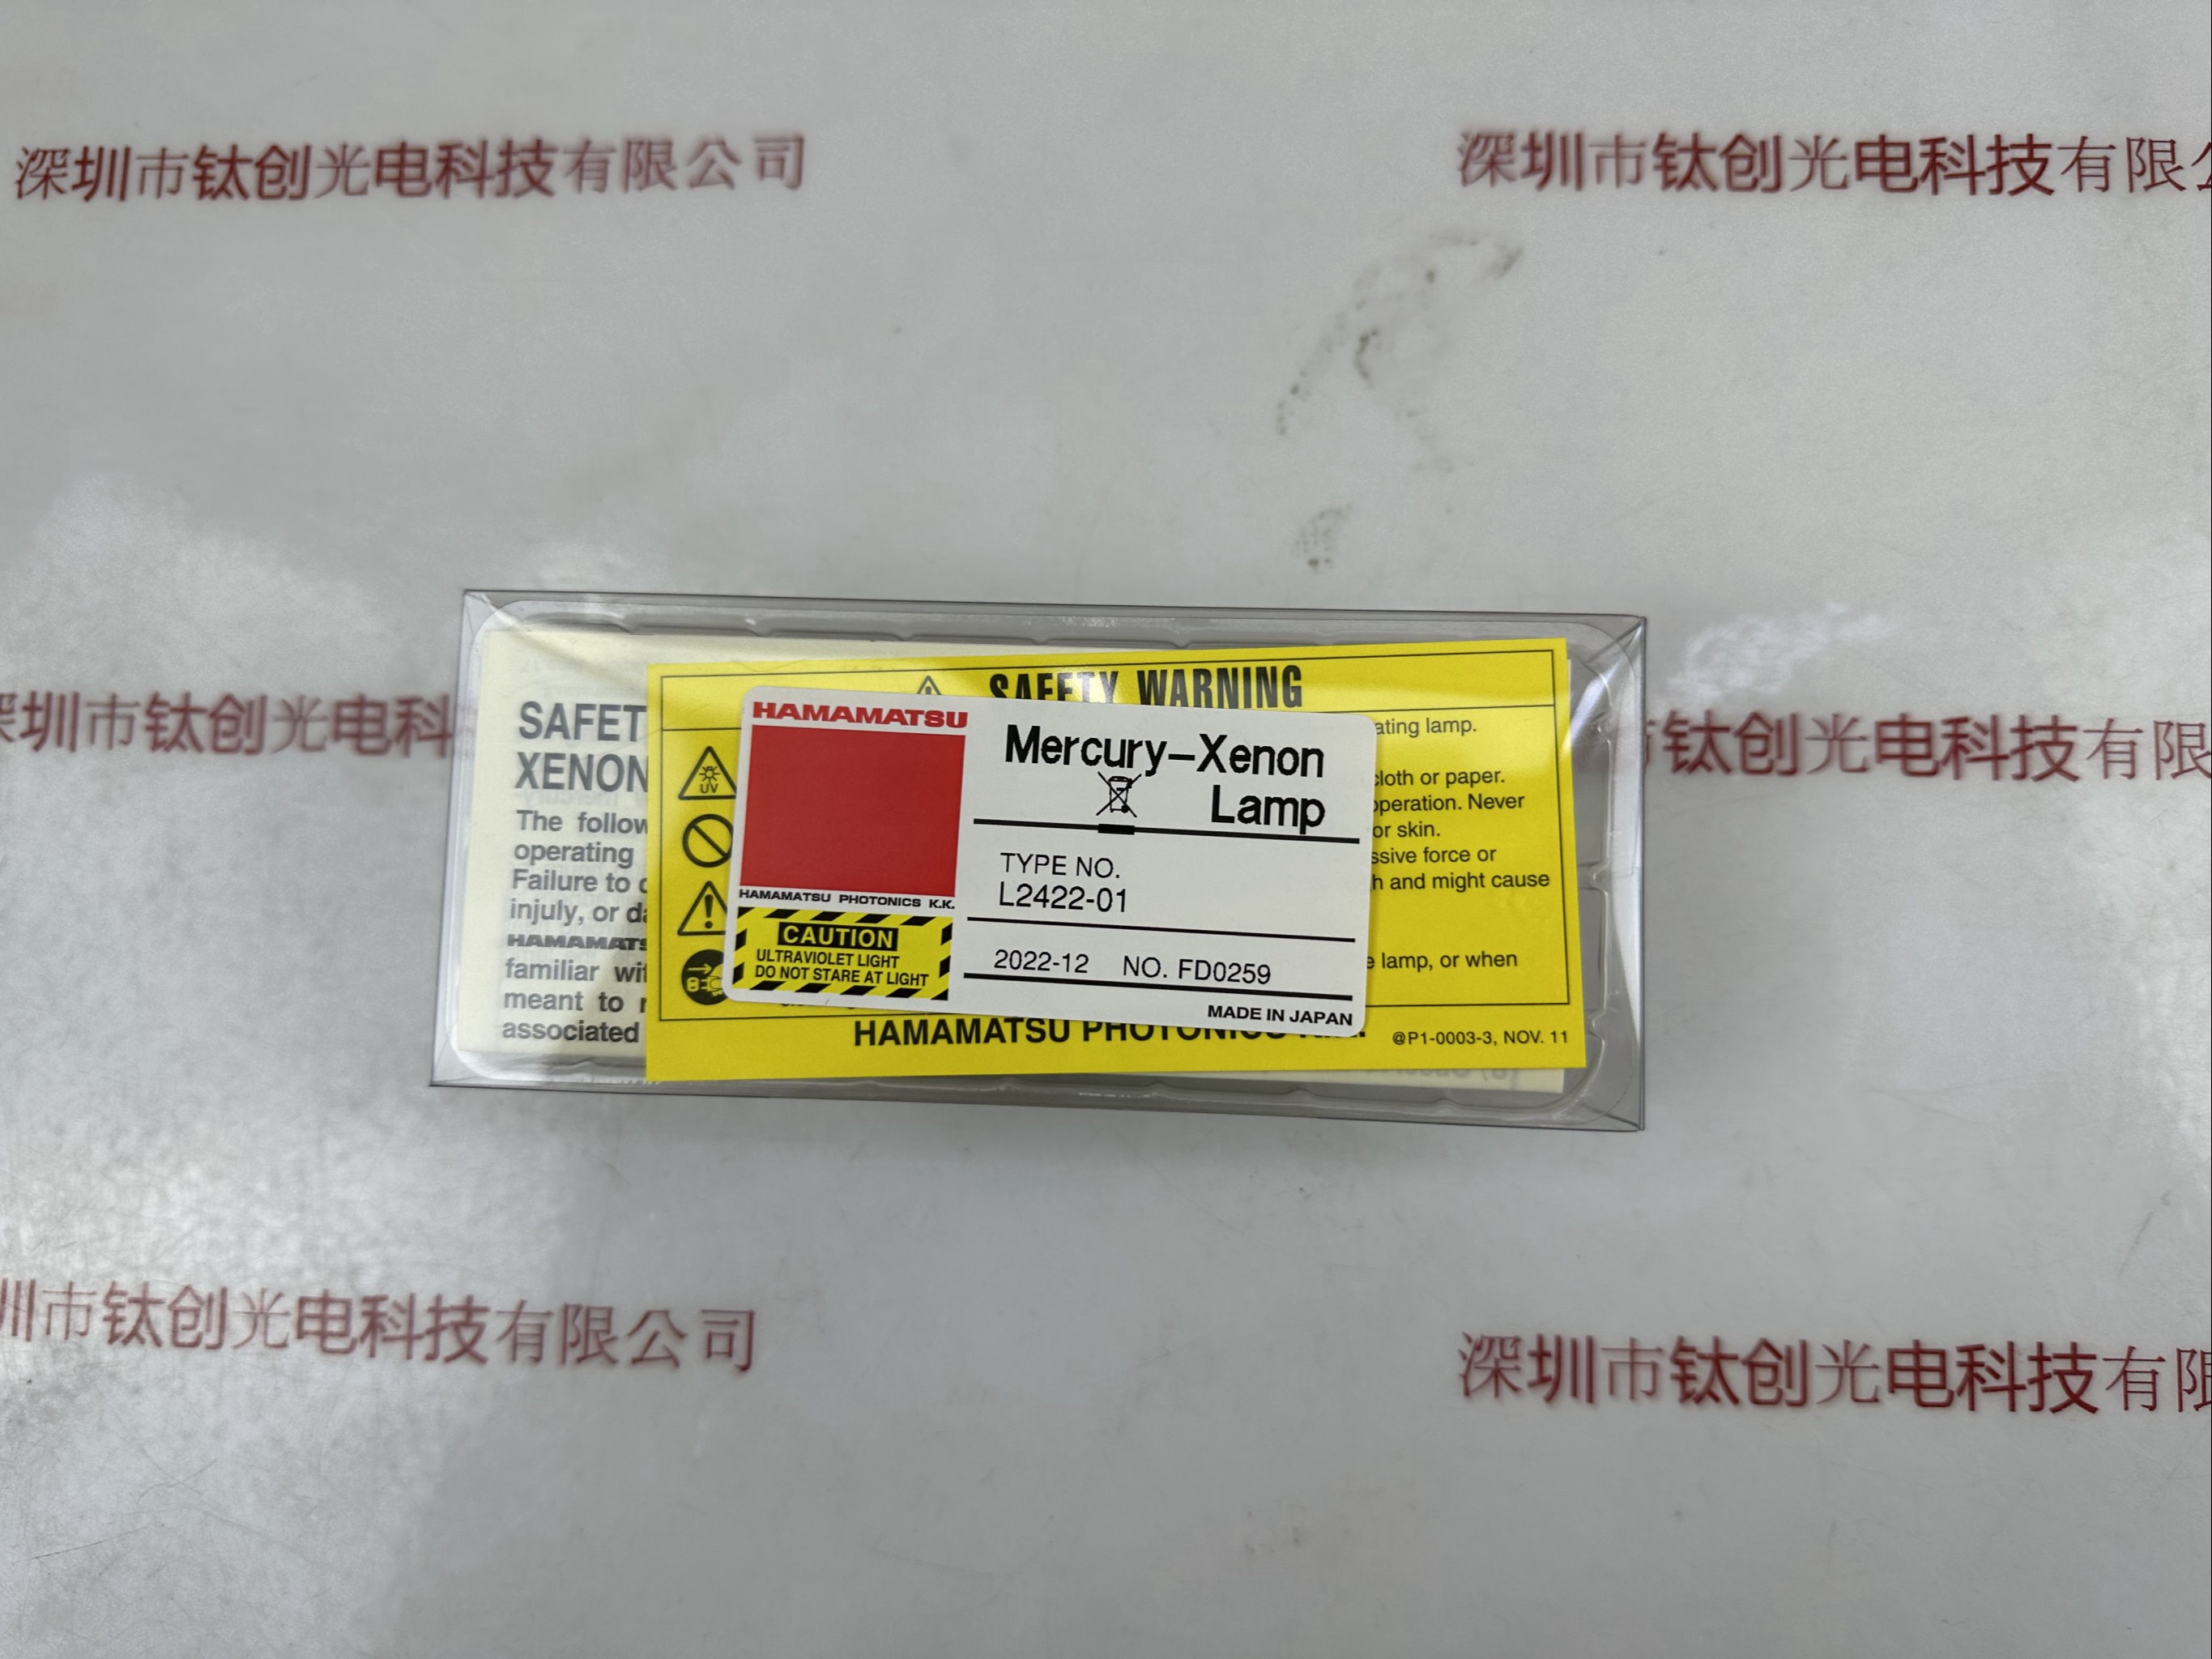 深圳市钛创光电科技有限公司
深圳市钛创光电科技有限
圳市钛创光电科
钛创光电科技有限
SAFETY WARNING
SAFET
XENON
The follow
operating
Failure to
injuly, or
HAMAMATS
familiar
meant to
associated
UV
HAMAMATSU
HAMAMATSU PHOTONICS K.K.
CAUTION
ULTRAVIOLET LIGHT
DO NOT STARE AT LIGHT
Mercury-Xenon
Lamp
TYPE NO.
L2422-01
2022-12 NO. FD0259
MADE IN JAPAN
ating lamp.
cloth or paper.
operation. Never
or skin.
ssive force or
h and might cause
lamp, or when
HAMAMATSU PHOTONICS K.K.
@P1-0003-3, NOV. 11
市钛创光电科技有限公司
深圳市钛创光电科技有限